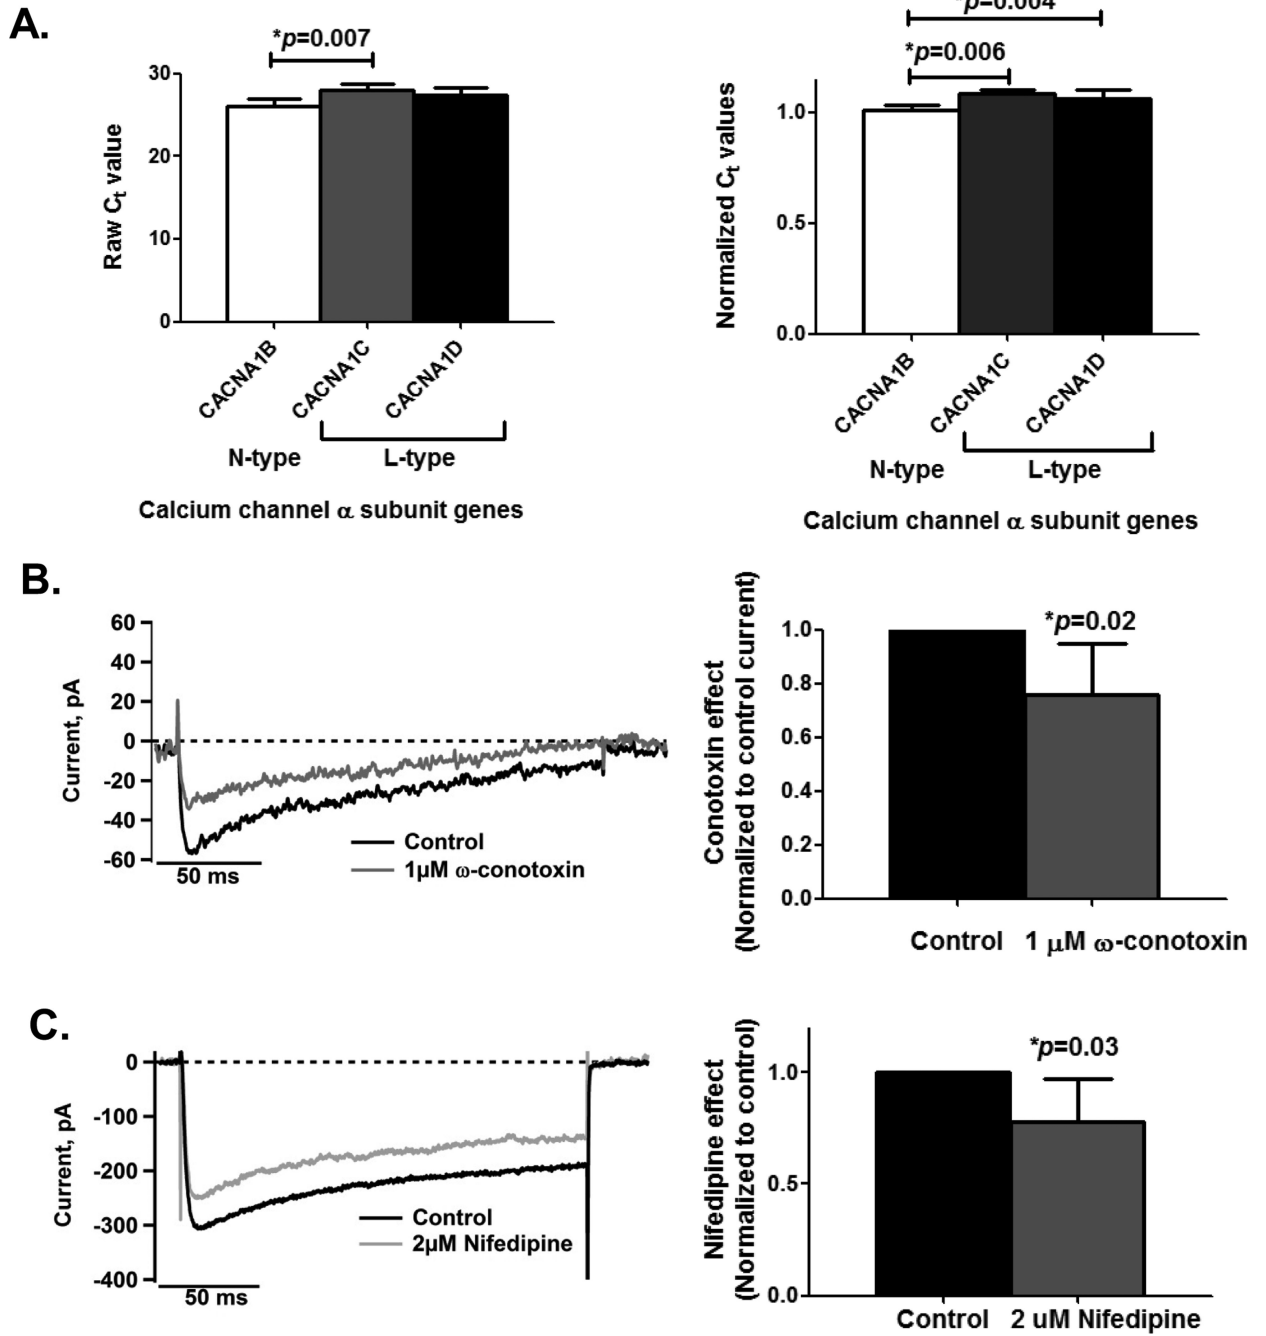 A.
*p=0.007
30
20
10
0
Raw Ct value
CACNA1B
CACNA1C
CACNA1D
N-type
L-type
Calcium channel α subunit genes
*p=0.004
*p=0.006
1.0
0.5
0.0
Normalized Ct values
CACNA1B
CACNA1C
CACNA1D
N-type
L-type
Calcium channel α subunit genes
B.
60
40
20
0
-20
-40
-60
Current, pA
50 ms
Control
1µM ω-conotoxin
Conotoxin effect
(Normalized to control current)
1.0
0.8
0.6
0.4
0.2
0.0
*p=0.02
Control
1 µM ω-conotoxin
C.
0
-100
-200
-300
-400
Current, pA
50 ms
Control
2µM Nifedipine
Nifedipine effect
(Normalized to control)
1.0
0.5
0.0
*p=0.03
Control
2 uM Nifedipine